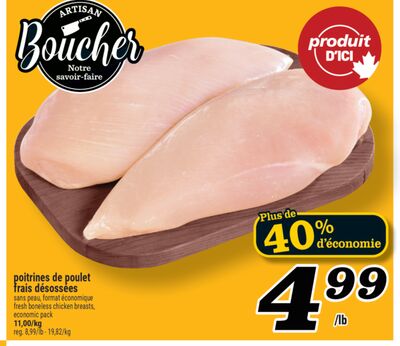 ARTISAN
Boucher
Notre
savoir-faire
produit
D'ICI
Plus de
40%
d'économie
poitrines de poulet
frais désossées
sans peau, format économique
fresh boneless chicken breasts,
economic pack
11,00/kg
reg. 8,99/lb - 19,82/kg
4 99
/lb